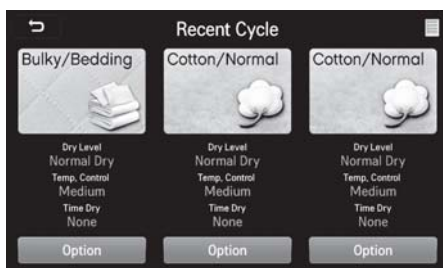 Recent Cycle
Bulky/Bedding
Dry Level
Normal Dry
Temp, Control
Medium
Time Dry
None
Option
Cotton/Normal
Dry Level
Normal Dry
Temp, Control
Medium
Time Dry
None
Option
Cotton/Normal
Dry Level
Normal Dry
Temp, Control
Medium
Time Dry
None
Option